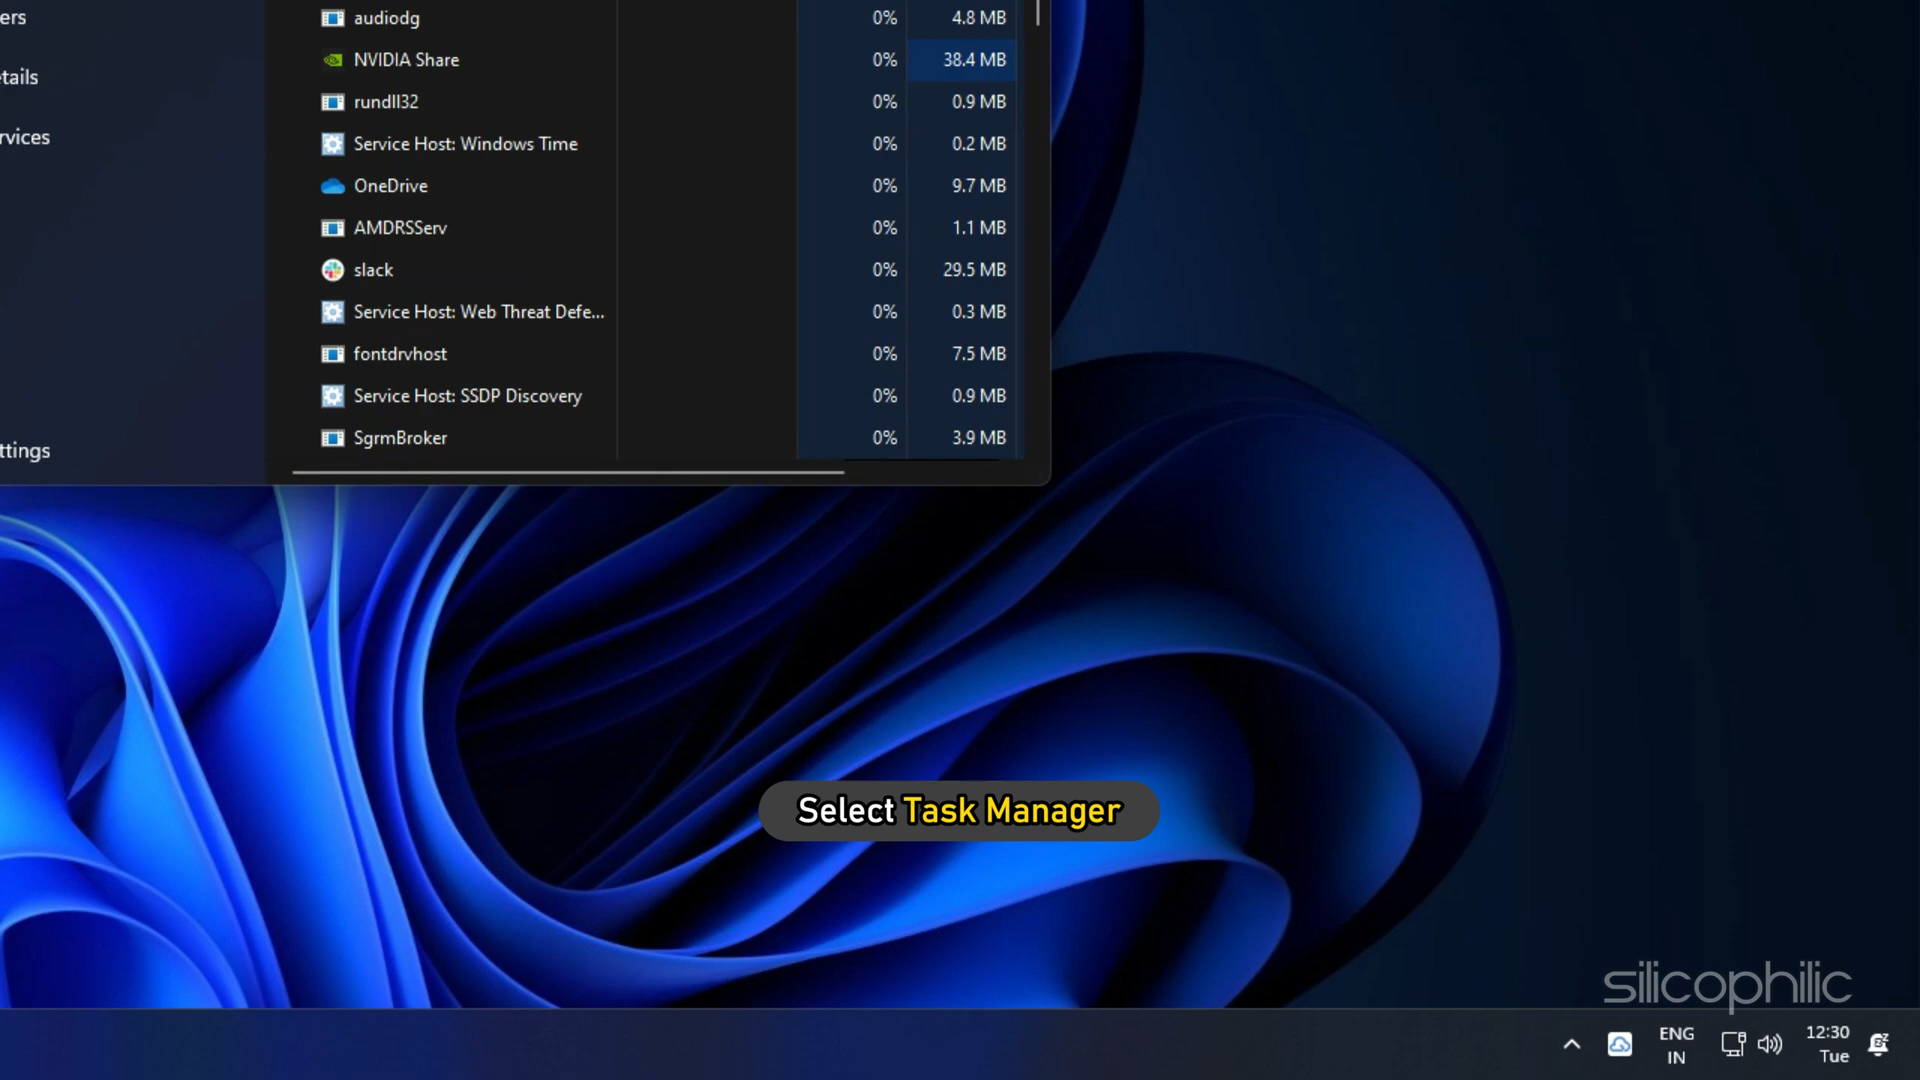 ers
etails
rvices
ttings
audiodg 0% 4.8 MB
NVIDIA Share 0% 38.4 MB
rundll32 0% 0.9 MB
Service Host: Windows Time 0% 0.2 MB
OneDrive 0% 9.7 MB
AMDRSServ 0% 1.1 MB
slack 0% 29.5 MB
Service Host: Web Threat Defe... 0% 0.3 MB
fontdrvhost 0% 7.5 MB
Service Host: SSDP Discovery 0% 0.9 MB
SgrmBroker 0% 3.9 MB
Select Task Manager
silicophilic
ENG
IN
12:30
Tue